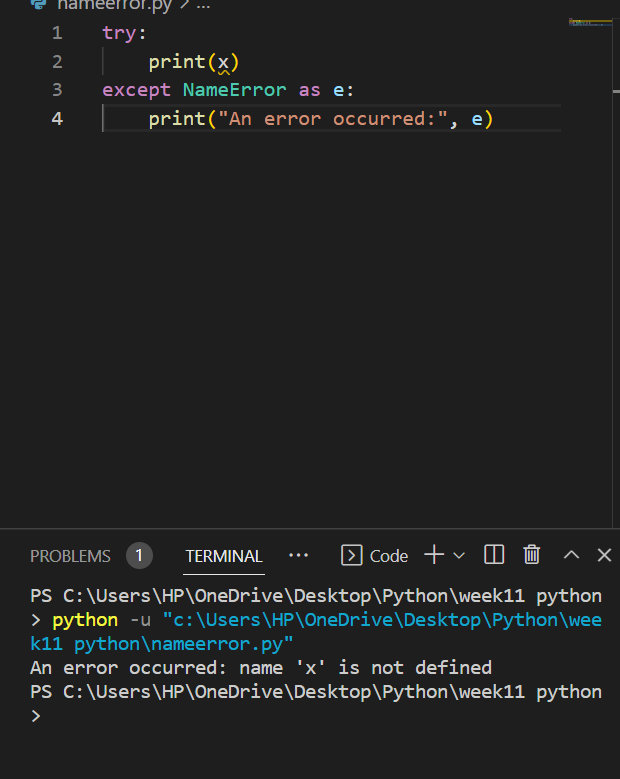 nameerror.py > ...
1 try:
2     print(x)
3 except NameError as e:
4     print("An error occurred:", e)
PROBLEMS 1 TERMINAL ··· Code
PS C:\Users\HP\OneDrive\Desktop\Python\week11 python
> python -u "c:\Users\HP\OneDrive\Desktop\Python\wee
k11 python\nameerror.py"
An error occurred: name 'x' is not defined
PS C:\Users\HP\OneDrive\Desktop\Python\week11 python
>